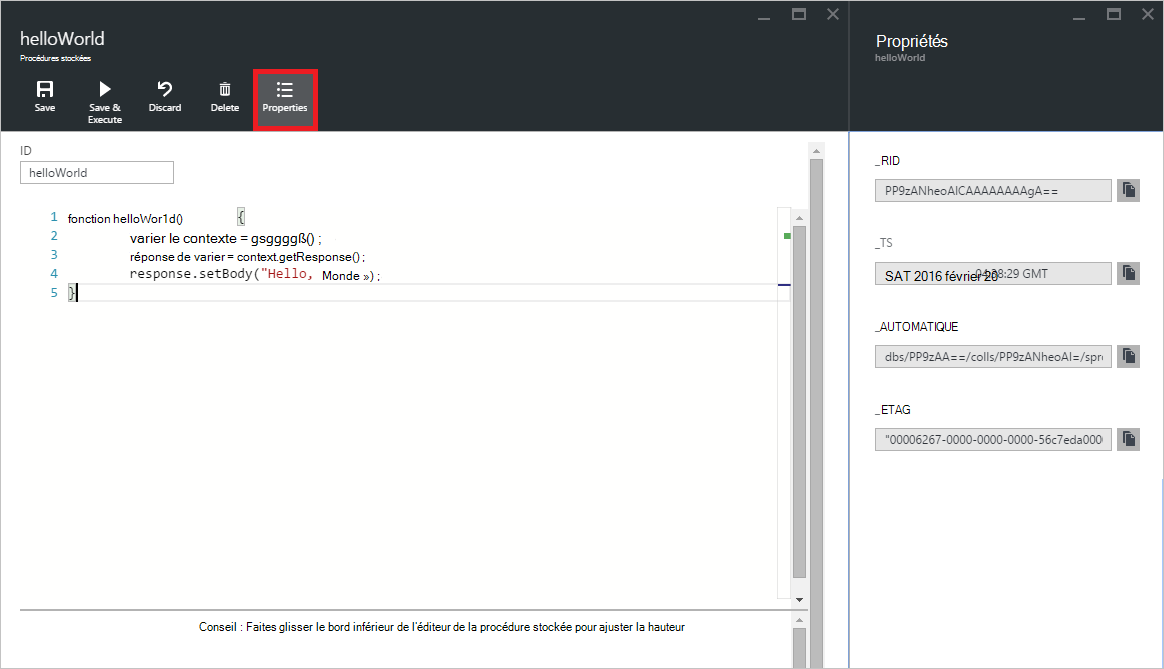 helloWorld
Procédures stockées
Save
Save &
Execute
Discard
Delete
Properties
ID
helloWorld
1 fonction helloWor1d() {
2 varier le contexte = gsggggß() ;
3 réponse de varier = context.getResponse() ;
4 response.setBody("Hello, Monde ») ;
5 }
Conseil : Faites glisser le bord inférieur de l'éditeur de la procédure stockée pour ajuster la hauteur
Propriétés
helloWorld
_RID
PP9zANheoAICAAAAAAAAgA==
_TS
SAT 2016 février 20 :29 GMT
_AUTOMATIQUE
dbs/PP9zAA==/colls/PP9zANheoAI=/spr
_ETAG
"00006267-0000-0000-0000-56c7eda000